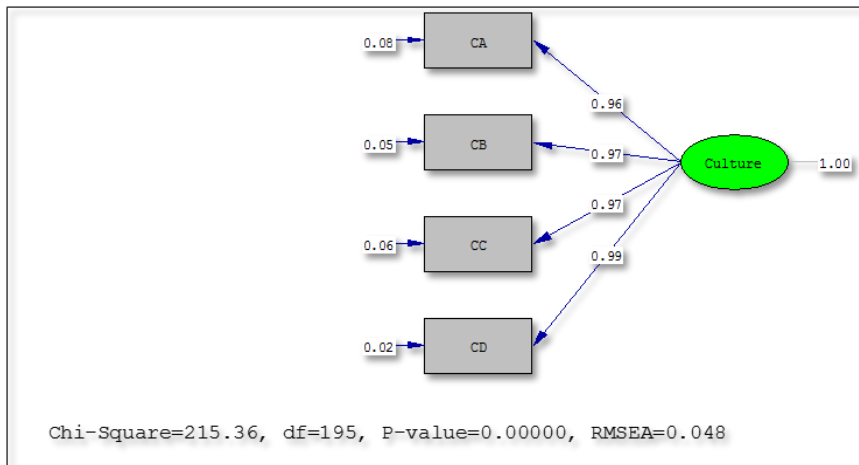 0.08 CA
0.96
0.05 CB 0.97 Culture 1.00
0.97
0.06 CC
0.99
0.02 CD
Chi-Square=215.36, df=195, P-value=0.00000, RMSEA=0.048